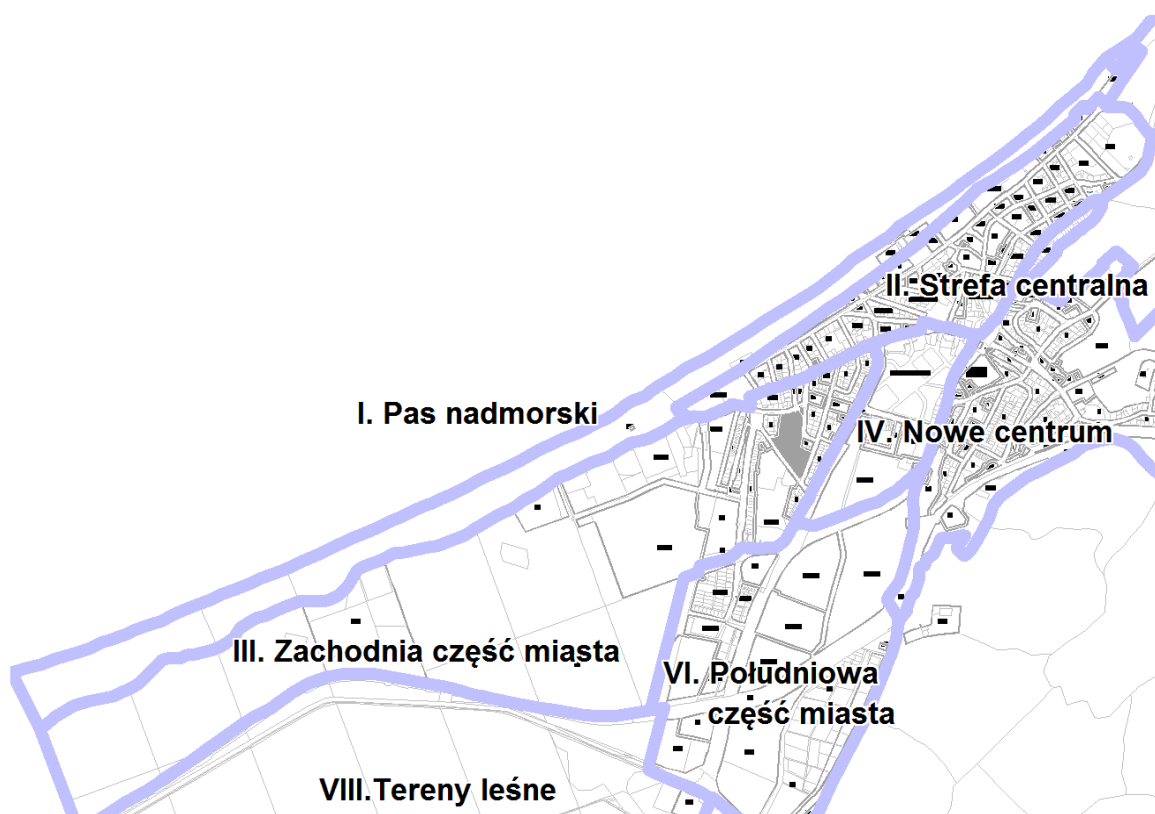 II. Strefa centralna
I. Pas nadmorski
IV. Nowe centrum
III. Zachodnia część miasta
VI. Południowa
część miasta
VIII.Tereny leśne